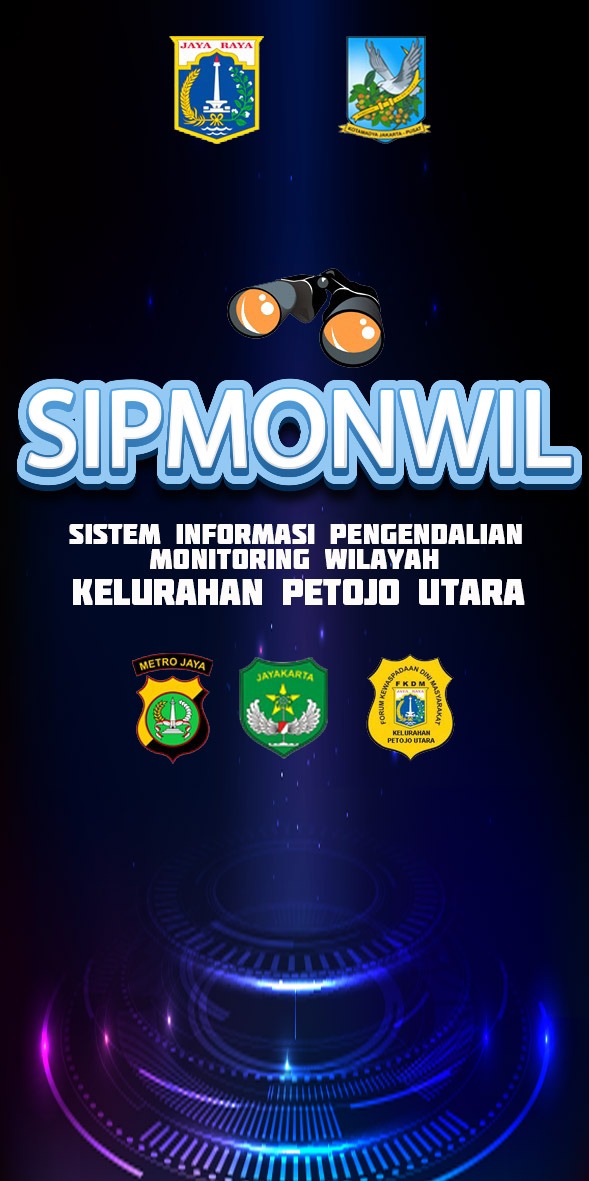 JAYA RAYA
KOTAMADYA JAKARTA - PUSAT
SIPMONWIL
SISTEM INFORMASI PENGENDALIAN
MONITORING WILAYAH
KELURAHAN PETOJO UTARA
METRO JAYA
JAYAKARTA
FORUM KEWASPADAAN DINI MASYARAKAT
FKDM
JAYA RAYA
KELURAHAN
PETOJO UTARA